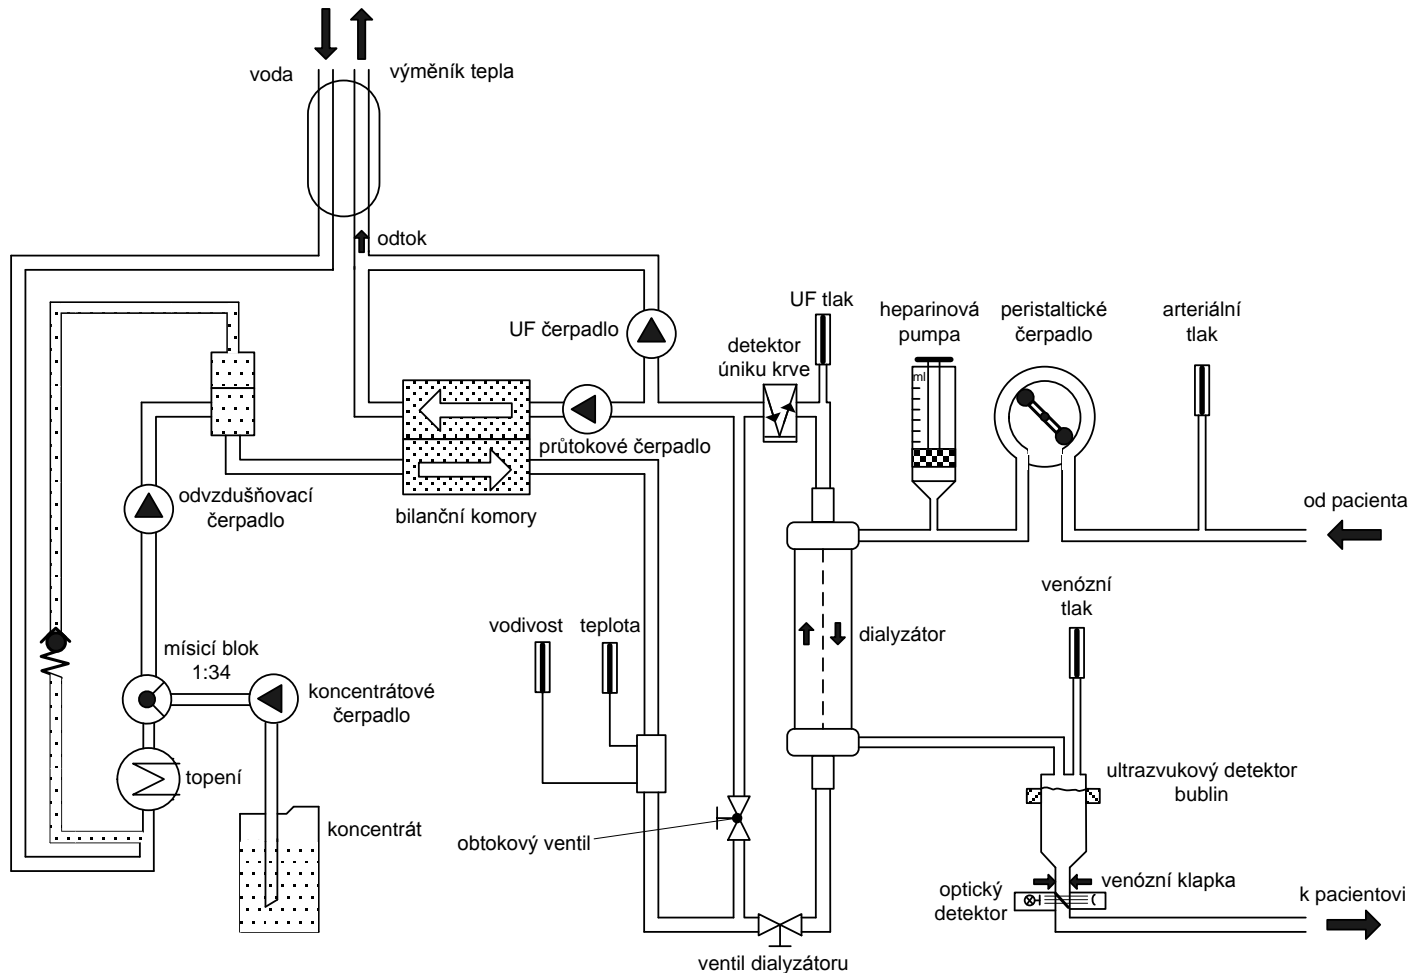 voda
výměník tepla
odtok
UF čerpadlo
UF tlak
detektor
úniku krve
heparinová
pumpa
ml
peristaltické
čerpadlo
arteriální
tlak
průtokové čerpadlo
bilanční komory
odvzdušňovací
čerpadlo
od pacienta
venózní
tlak
vodivost
teplota
dialyzátor
mísicí blok
1:34
koncentrátové
čerpadlo
topení
koncentrát
obtokový ventil
ultrazvukový detektor
bublin
venózní klapka
optický
detektor
k pacientovi
ventil dialyzátoru